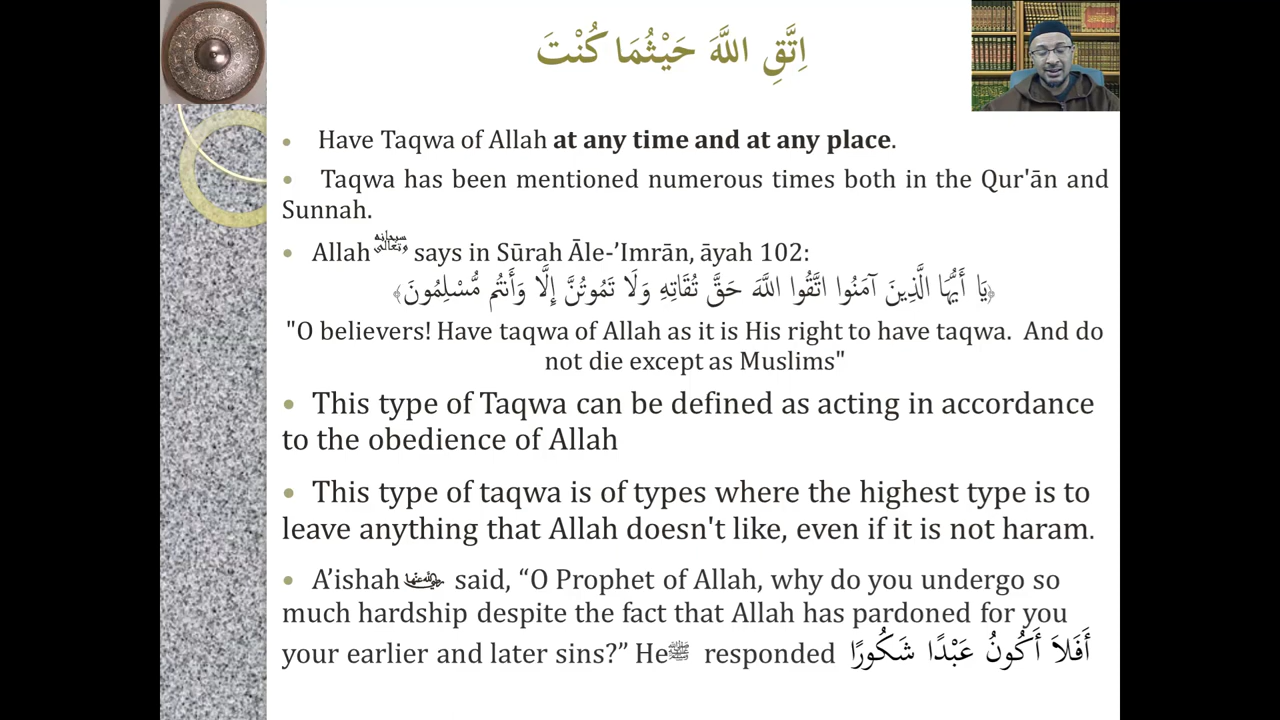 اِتَّقِ اللَّهَ حَيْثُمَا كُنْتَ
• Have Taqwa of Allah at any time and at any place.
• Taqwa has been mentioned numerous times both in the Qur'ān and
Sunnah.
• Allah سبحانه وتعالى says in Sūrah Āle-’Imrān, āyah 102:
﴿يَا أَيُّهَا الَّذِينَ آمَنُوا اتَّقُوا اللَّهَ حَقَّ تُقَاتِهِ وَلَا تَمُوتُنَّ إِلَّا وَأَنتُم مُّسْلِمُونَ﴾
"O believers! Have taqwa of Allah as it is His right to have taqwa. And do
not die except as Muslims"
• This type of Taqwa can be defined as acting in accordance
to the obedience of Allah
• This type of taqwa is of types where the highest type is to
leave anything that Allah doesn't like, even if it is not haram.
• A’ishah رضي الله عنها said, “O Prophet of Allah, why do you undergo so
much hardship despite the fact that Allah has pardoned for you
your earlier and later sins?” He ﷺ responded أَفَلاَ أَكُونُ عَبْدًا شَكُورًا